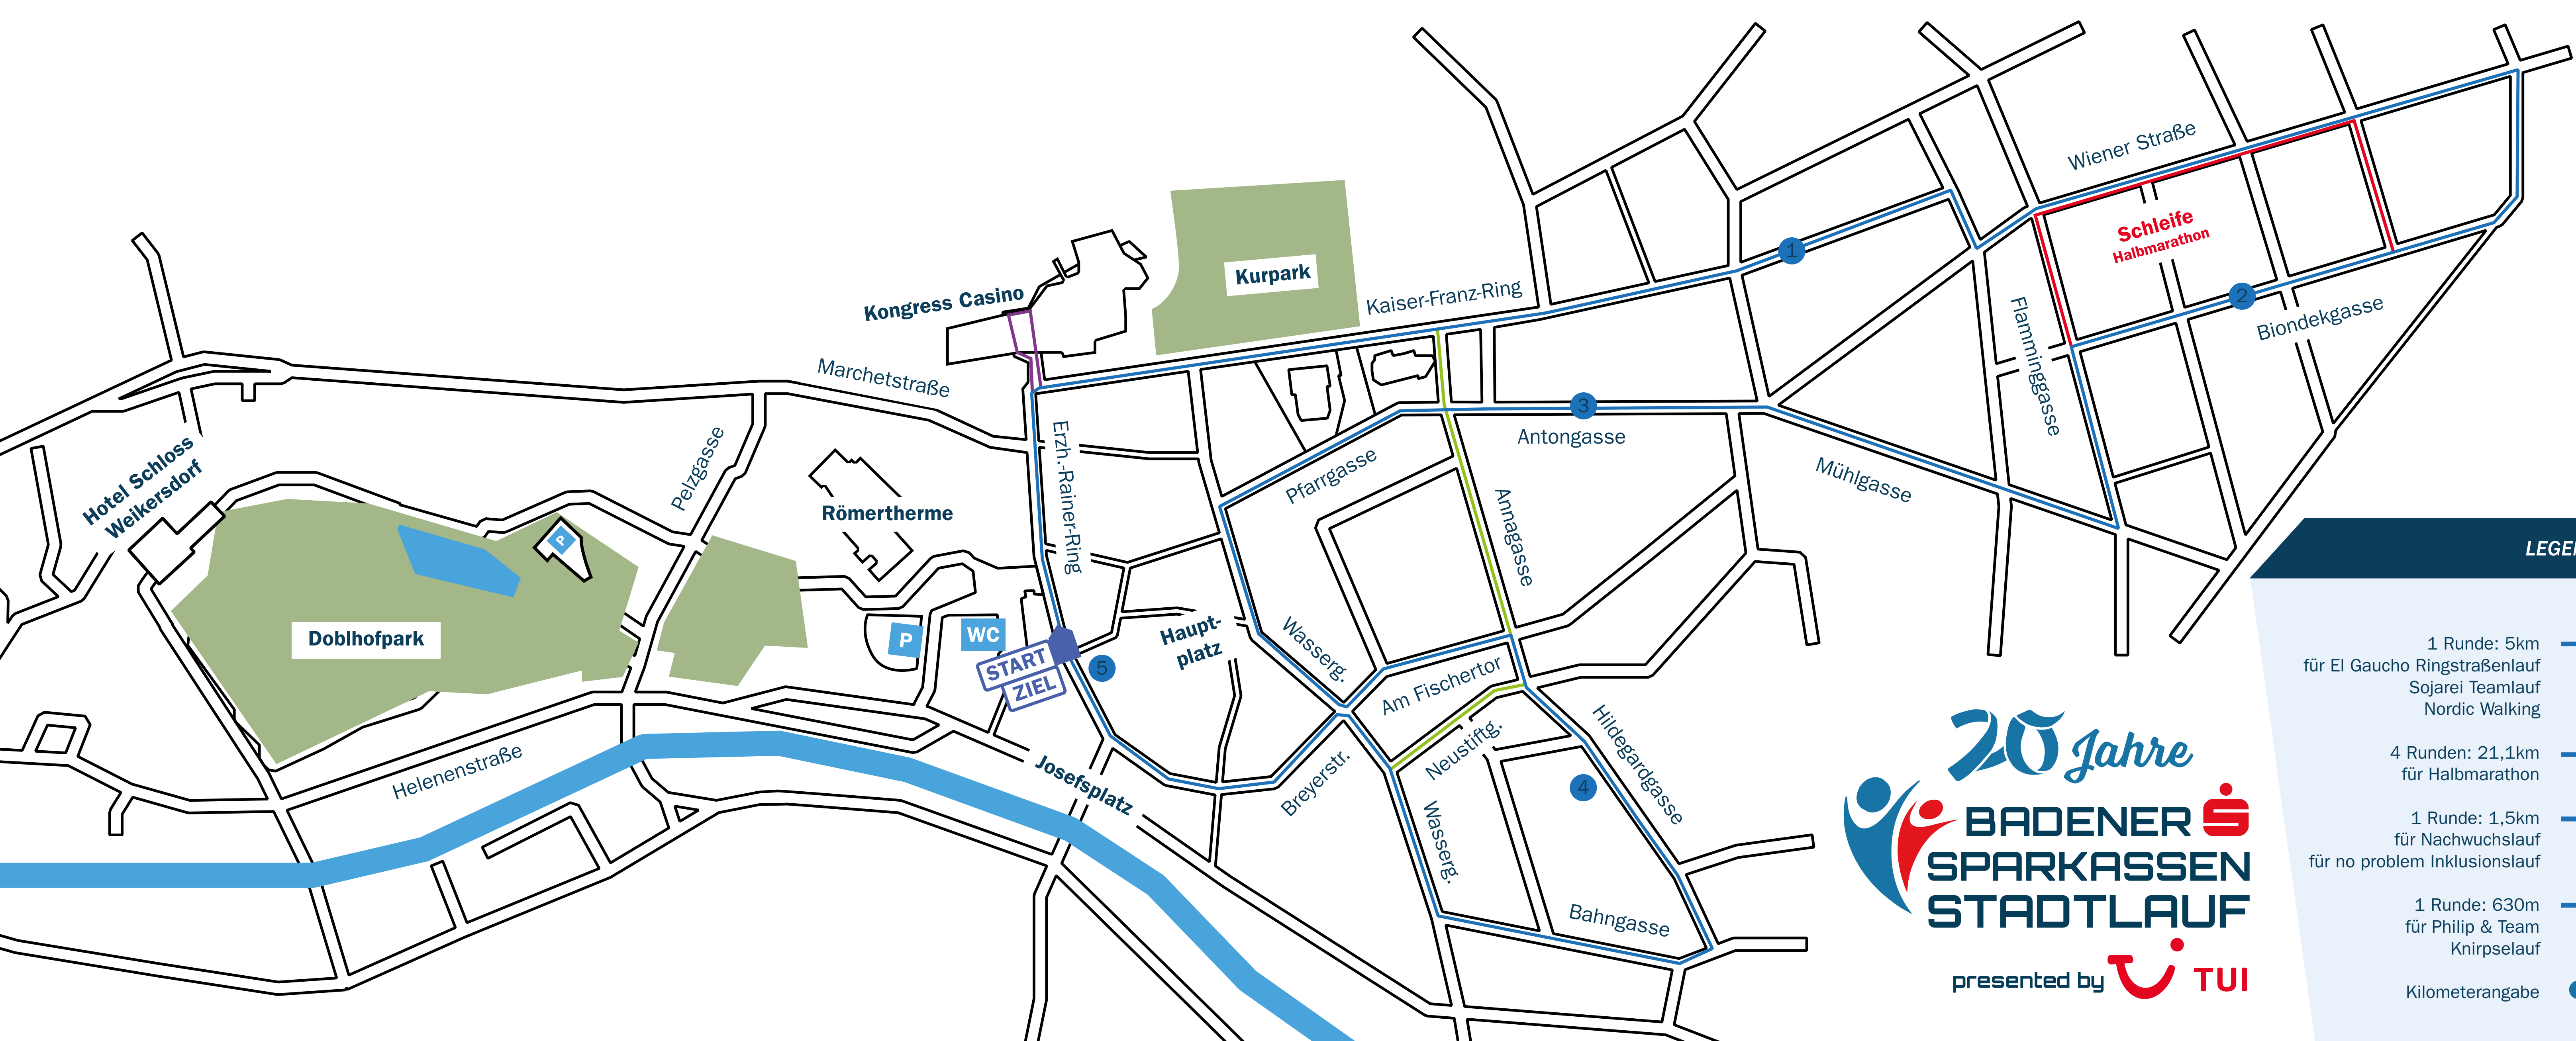 Wiener Straße
Schleife
Halbmarathon
Flamminggasse
2
Biondekgasse
1
Kurpark
Kaiser-Franz-Ring
Kongress Casino
Marchetstraße
3
Antongasse
Mühlgasse
Pfarrgasse
Annagasse
Erzh.-Rainer-Ring
Pelzgasse
Hotel Schloss
Weikersdorf
Römertherme
P
Doblhofpark
P
WC
START
ZIEL
5
Haupt-
platz
Wasserg.
Am Fischertor
Neustiftg.
Hildegardgasse
4
Breyerstr.
Josefsplatz
Helenenstraße
Wasserg.
Bahngasse
20 Jahre
BADENER S
SPARKASSEN
STADTLAUF
presented by TUI
1 Runde: 5km
für El Gaucho Ringstraßenlauf
Sojarei Teamlauf
Nordic Walking
4 Runden: 21,1km
für Halbmarathon
1 Runde: 1,5km
für Nachwuchslauf
für no problem Inklusionslauf
1 Runde: 630m
für Philip & Team
Knirpselauf
Kilometerangabe